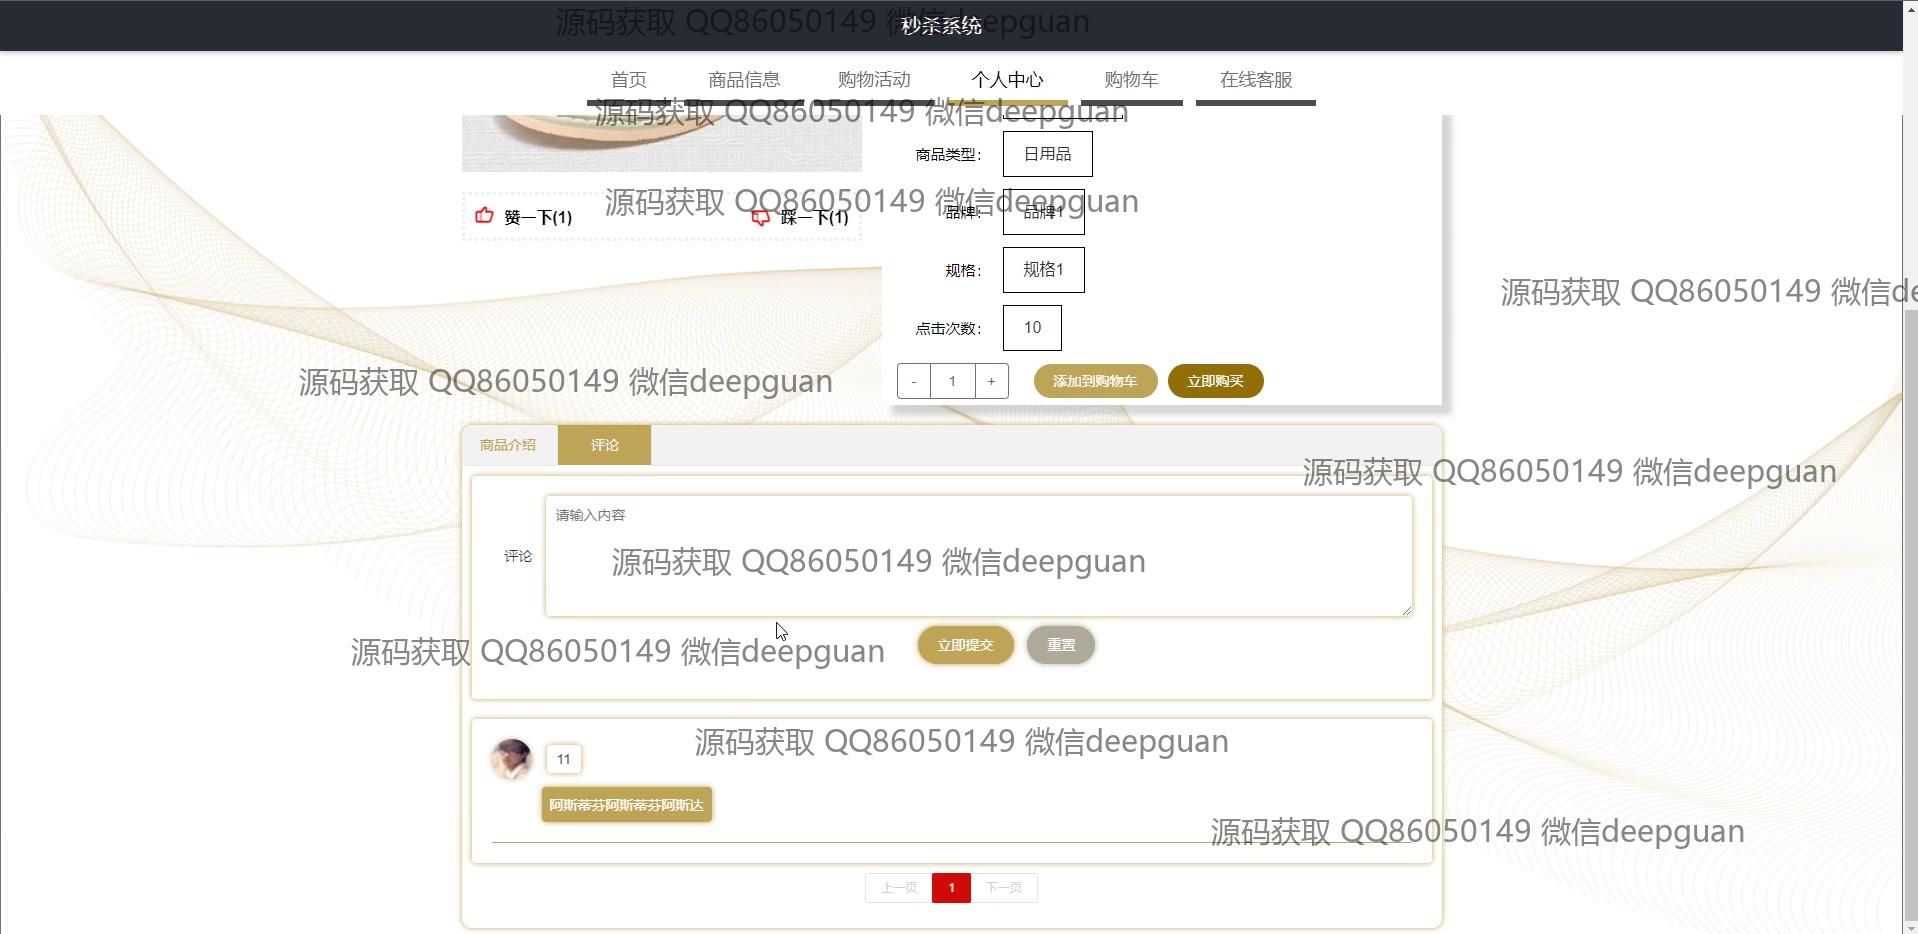 源码获取 QQ86050149 微信deepguan
秒杀系统
首页 商品信息 购物活动 个人中心 购物车 在线客服
源码获取 QQ86050149 微信deepguan
商品类型： 日用品
源码获取 QQ86050149 微信deepguan
赞一下(1) 踩一下(1) 品牌： 品牌1
规格： 规格1
源码获取 QQ86050149 微信de
点击次数： 10
源码获取 QQ86050149 微信deepguan
- 1 + 添加到购物车 立即购买
商品介绍 评论
源码获取 QQ86050149 微信deepguan
请输入内容
评论
源码获取 QQ86050149 微信deepguan
源码获取 QQ86050149 微信deepguan
立即提交 重置
源码获取 QQ86050149 微信deepguan
11
阿斯蒂芬阿斯蒂芬阿斯达
源码获取 QQ86050149 微信deepguan
上一页 1 下一页